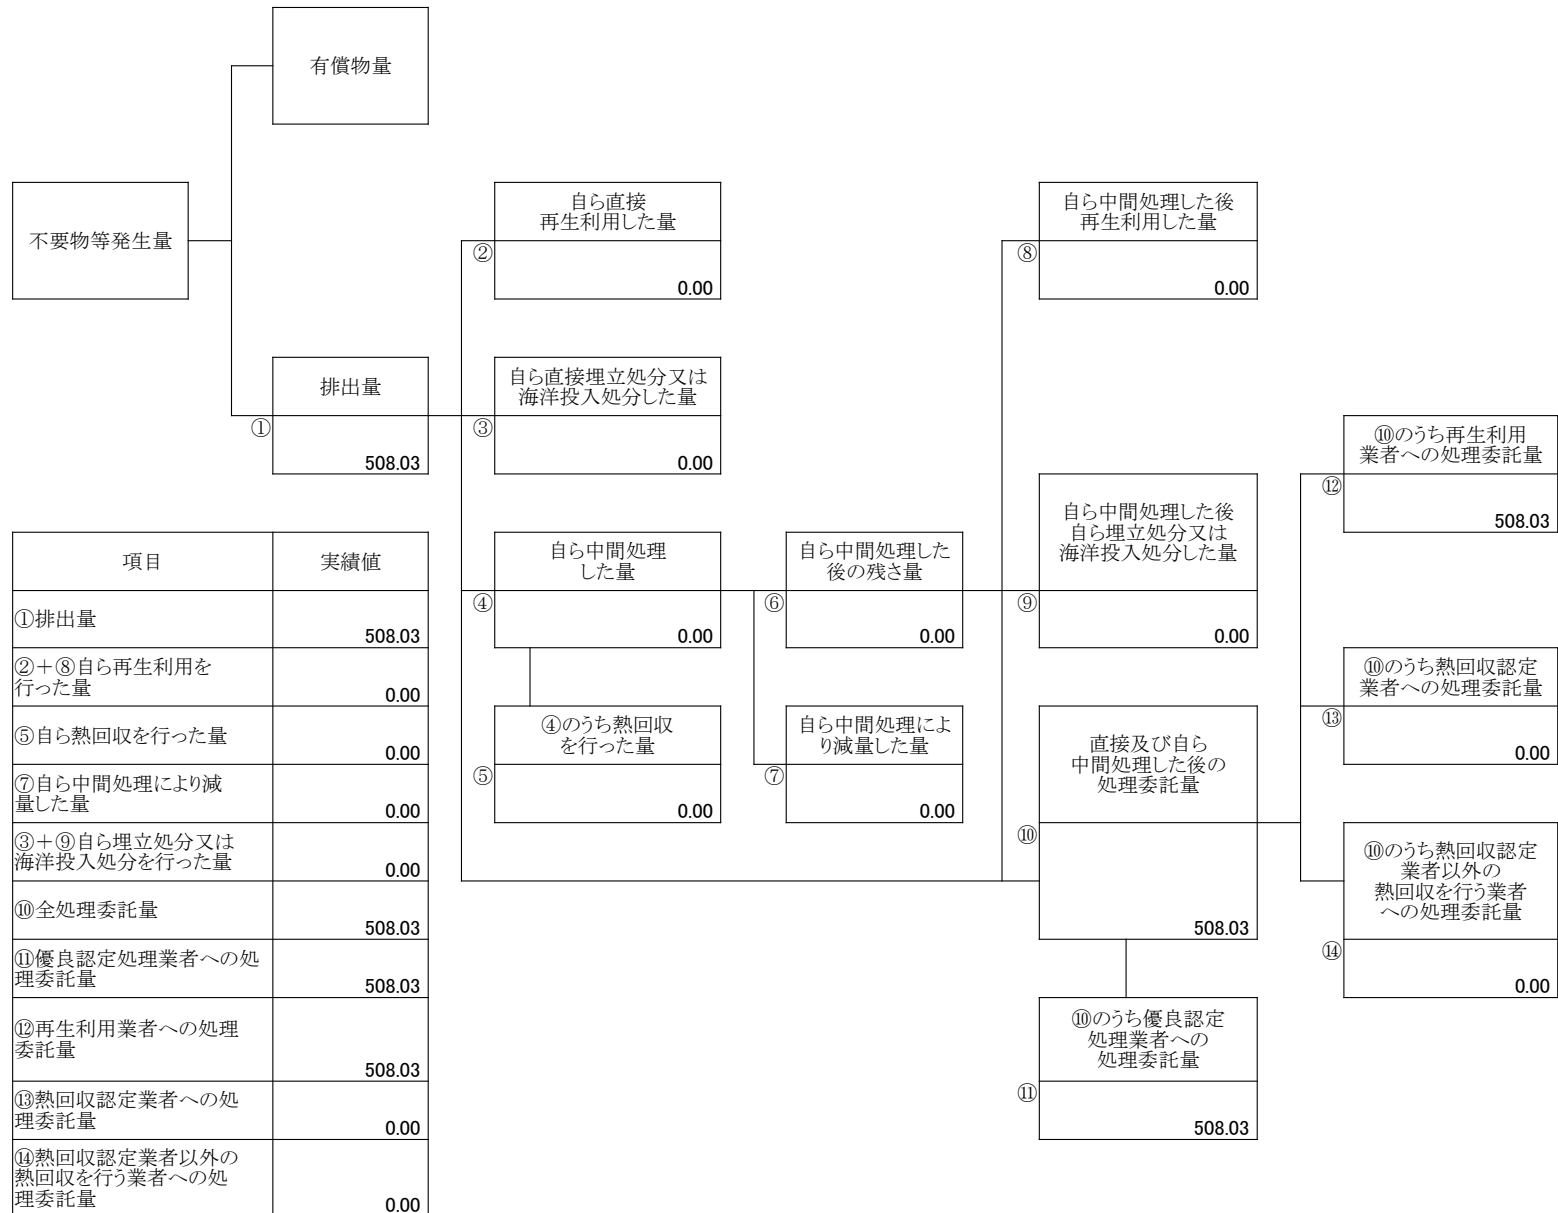 有償物量
不要物等発生量
自ら直接
再生利用した量
②
0.00
自ら中間処理した後
再生利用した量
⑧
0.00
排出量
①
508.03
自ら直接埋立処分又は
海洋投入処分した量
③
0.00
⑩のうち再生利用
業者への処理委託量
⑫
508.03
自ら中間処理した後
自ら埋立処分又は
海洋投入処分した量
⑨
0.00
自ら中間処理
した量
④
0.00
自ら中間処理した
後の残さ量
⑥
0.00
⑩のうち熱回収認定
業者への処理委託量
⑬
0.00
④のうち熱回収
を行った量
⑤
0.00
自ら中間処理によ
り減量した量
⑦
0.00
直接及び自ら
中間処理した後の
処理委託量
⑩
508.03
⑩のうち熱回収認定
業者以外の
熱回収を行う業者
への処理委託量
⑭
0.00
⑩のうち優良認定
処理業者への
処理委託量
⑪
508.03
項目 実績値
①排出量 508.03
②＋⑧自ら再生利用を
行った量 0.00
⑤自ら熱回収を行った量 0.00
⑦自ら中間処理により減
量した量 0.00
③＋⑨自ら埋立処分又は
海洋投入処分を行った量 0.00
⑩全処理委託量 508.03
⑪優良認定処理業者への処
理委託量 508.03
⑫再生利用業者への処理
委託量 508.03
⑬熱回収認定業者への処
理委託量 0.00
⑭熱回収認定業者以外の
熱回収を行う業者への処
理委託量 0.00